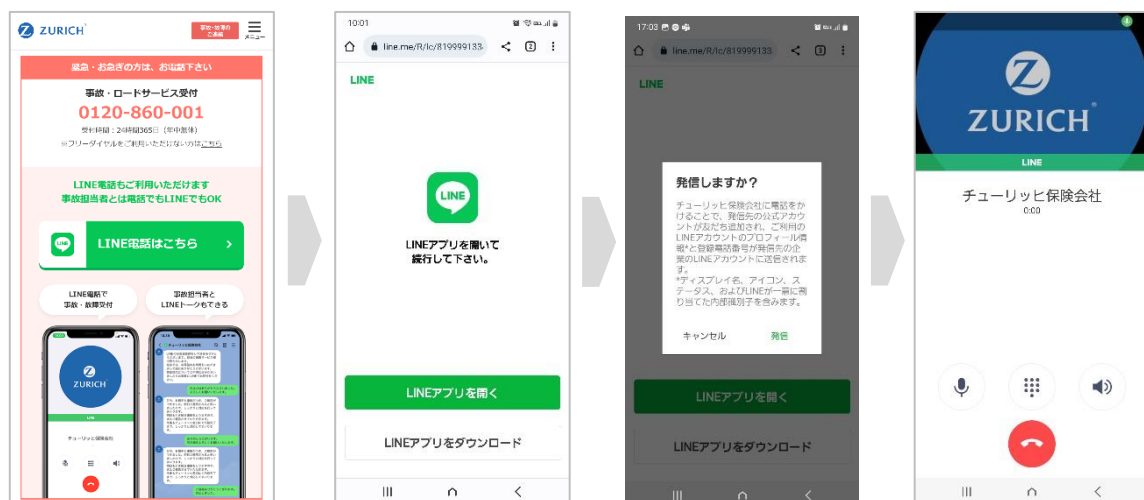 ZURICH
事故・故障の
ご連絡
メニュー
緊急・お急ぎの方は、お電話下さい
事故・ロードサービス受付
0120-860-001
受付時間：24時間365日（年中無休）
※フリーダイヤルをご利用いただけない方はこちら
LINE電話もご利用いただけます
事故担当者とは電話でもLINEでもOK
LINE
LINE電話はこちら
LINE電話で
事故・故障受付
事故担当者と
LINEトークもできる
ZURICH
LINE
チューリッヒ保険会社
10:01
line.me/R/lc/819999133
2
LINE
LINE
LINEアプリを開いて
続行して下さい。
LINEアプリを開く
LINEアプリをダウンロード
17:03
line.me/R/lc/819999133
3
LINE
発信しますか？
チューリッヒ保険会社に電話をか
けることで、発信先の公式アカウ
ントが友だち追加され、ご利用の
LINEアカウントのプロフィール情
報*と登録電話番号が発信先の企
業のLINEアカウントに送信されま
す。
*ディスプレイ名、アイコン、ス
テータス、およびLINEが一意に割
り当てた内部識別子を含みます。
キャンセル
発信
LINEアプリを開く
LINEアプリをダウンロード
ZURICH
LINE
チューリッヒ保険会社
0:00